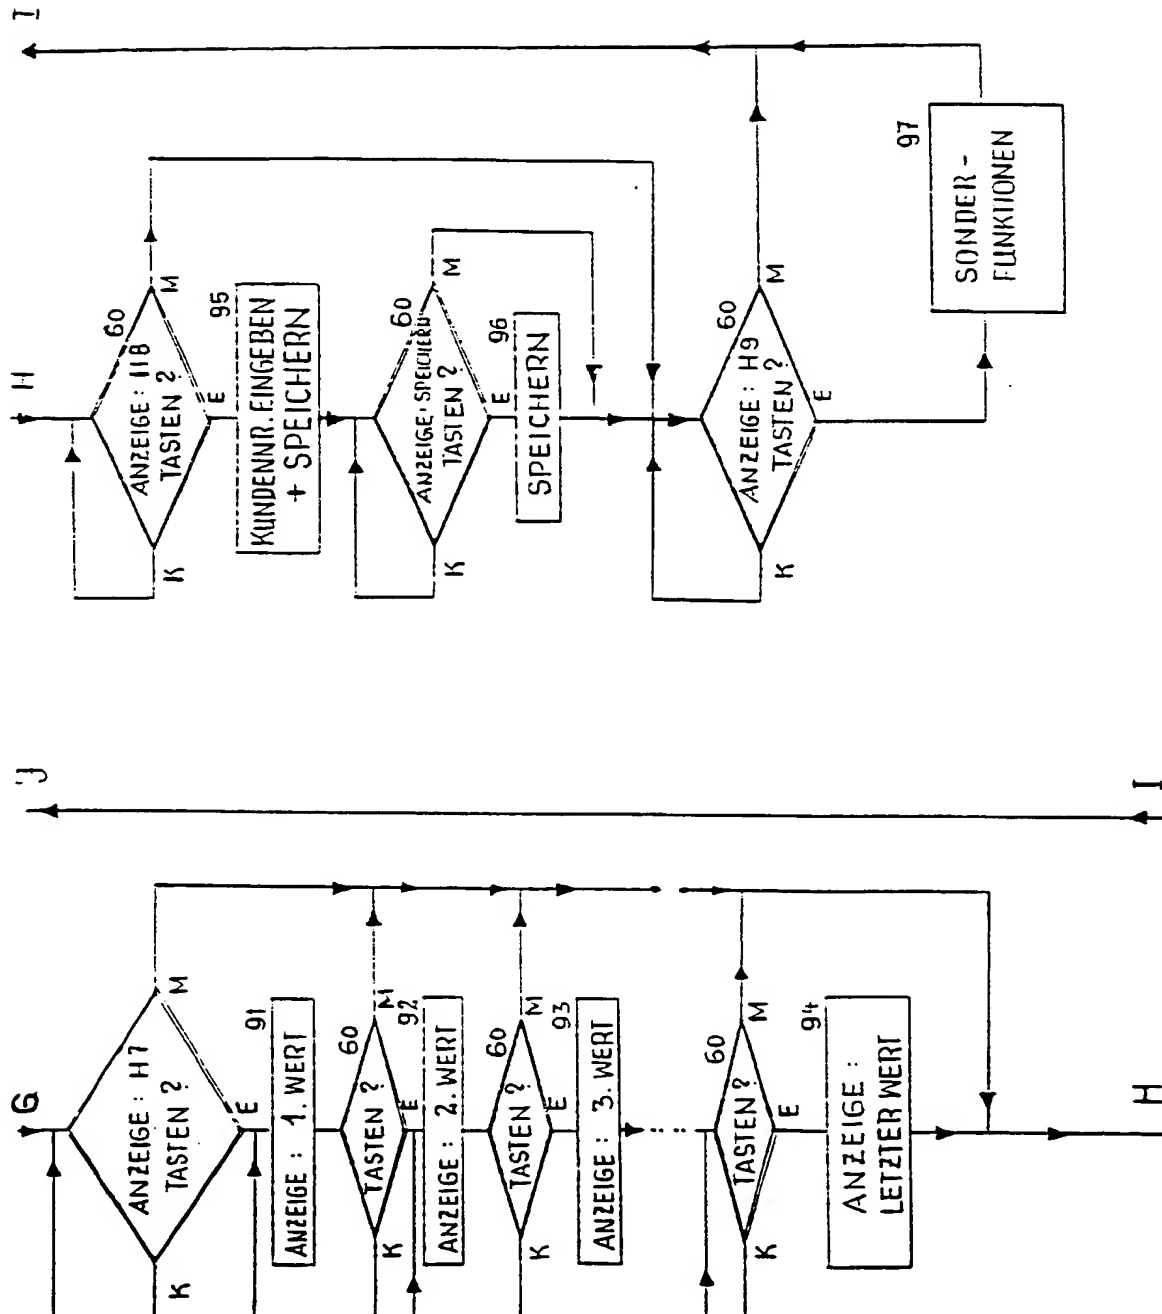 H
I
60
ANZEIGE: H8
TASTEN ?
M
K
E
95
KUNDENNR. EINGEBEN
+ SPEICHERN
60
ANZEIGE: SPEICHERN
TASTEN ?
M
K
E
96
SPEICHERN
60
ANZEIGE: H9
TASTEN ?
M
K
E
97
SONDER-
FUNKTIONEN
G
J
ANZEIGE: H7
TASTEN ?
M
K
E
91
ANZEIGE : 1. WERT
60
TASTEN ?
M
K
E
92
ANZEIGE : 2. WERT
60
TASTEN ?
M
K
E
93
ANZEIGE : 3. WERT
60
TASTEN ?
M
K
E
94
ANZEIGE :
LETZTER WERT
H
I